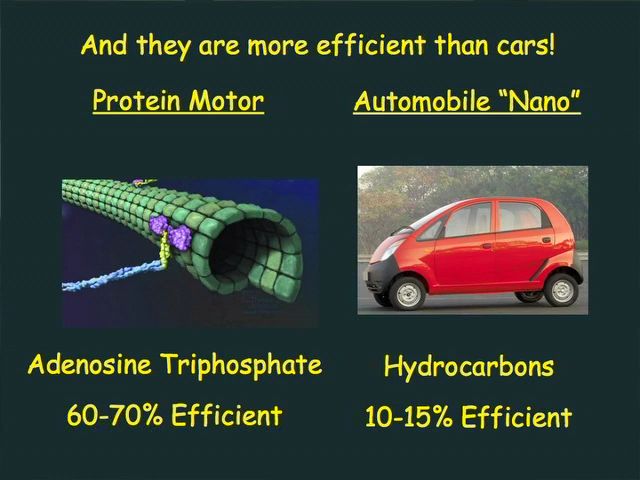 And they are more efficient than cars!
Protein Motor
Automobile “Nano”
Adenosine Triphosphate
Hydrocarbons
60-70% Efficient
10-15% Efficient